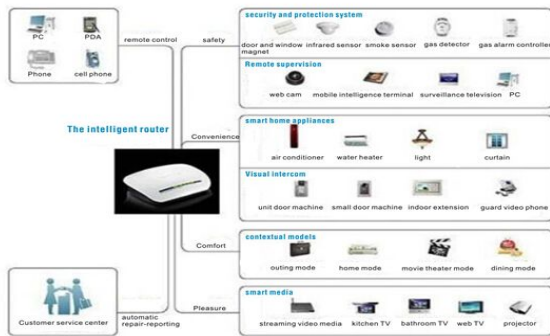 security and protection system
PC
PDA
remote control
safety
door and window magnet
infrared sensor
smoke sensor
gas detector
gas alarm controller
Remote supervision
Phone
cell phone
web cam
mobile intelligence terminal
surveillance television
PC
The intelligent router
smart home appliances
Convenience
air conditioner
water heater
light
curtain
Visual intercom
unit door machine
small door machine
indoor extension
guard video phone
contextual models
Comfort
outing mode
home mode
movie theater mode
dining mode
smart media
Pleasure
Customer service center
automatic
repair-reporting
streaming video media
kitchen TV
bathroom TV
web TV
projector